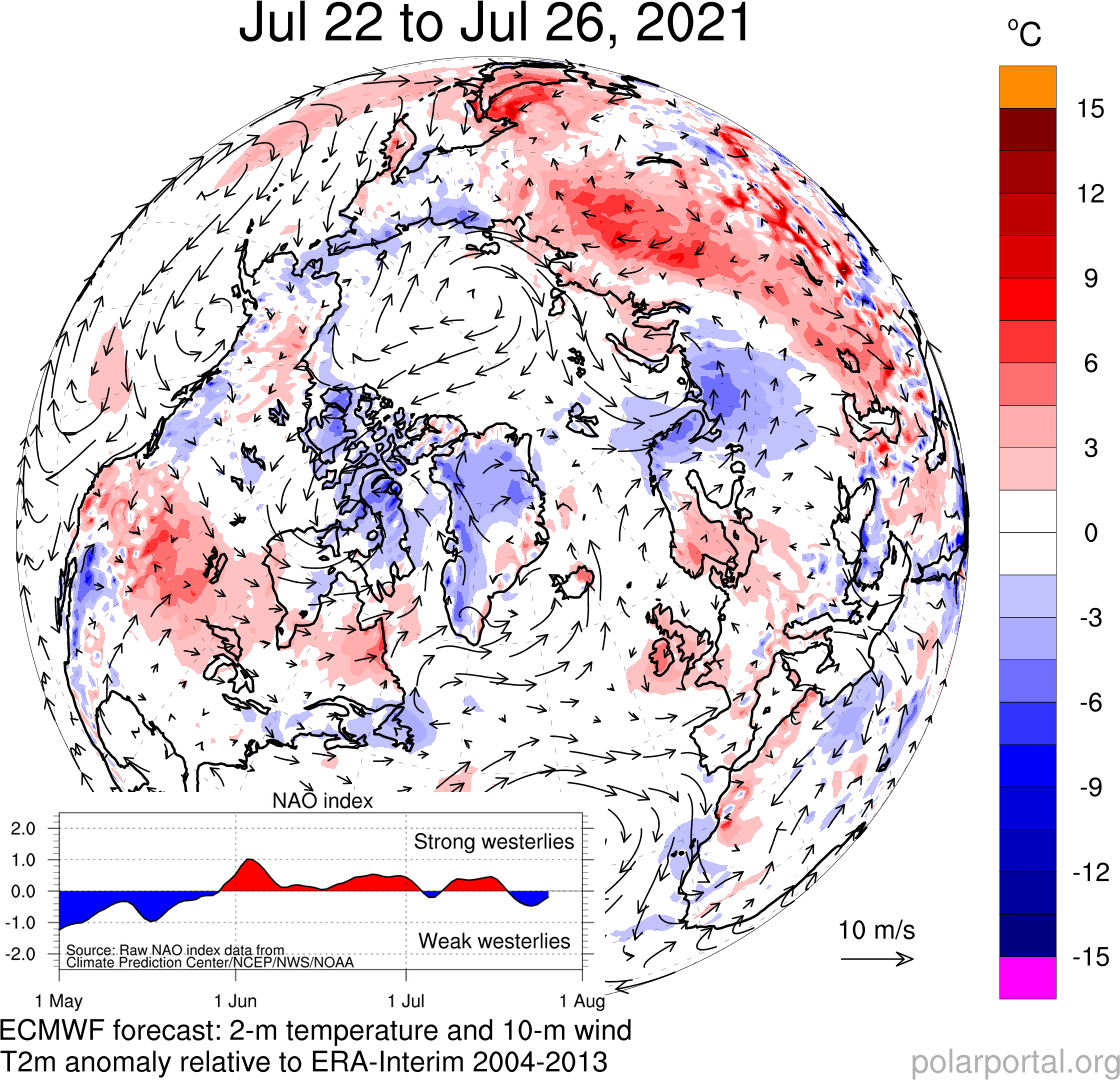 Jul 22 to Jul 26, 2021
°C
15
12
9
6
3
0
-3
-6
-9
-12
-15
10 m/s
NAO index
2.0
1.0
0.0
-1.0
-2.0
Strong westerlies
Weak westerlies
Source: Raw NAO index data from
Climate Prediction Center/NCEP/NWS/NOAA
1 May
1 Jun
1 Jul
1 Aug
ECMWF forecast: 2-m temperature and 10-m wind
T2m anomaly relative to ERA-Interim 2004-2013
polarportal.org